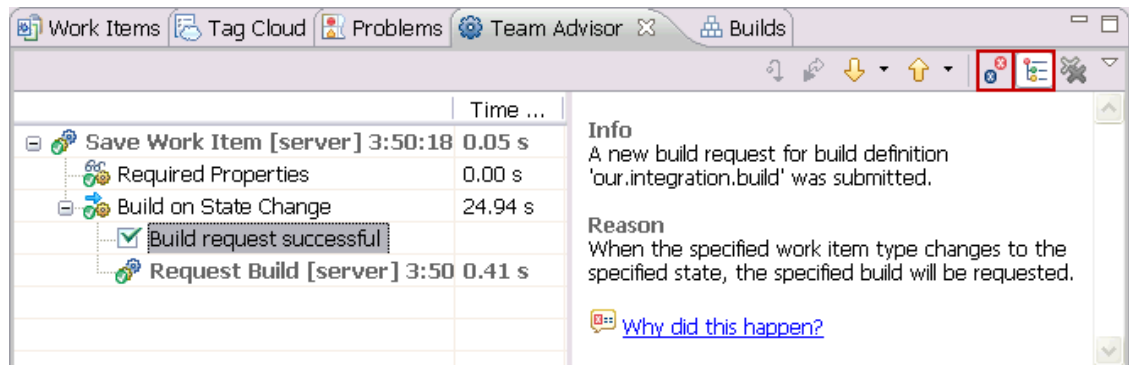 Work Items Tag Cloud Problems Team Advisor Builds
Time ...
Save Work Item [server] 3:50:18 0.05 s
Required Properties 0.00 s
Build on State Change 24.94 s
Build request successful
Request Build [server] 3:50 0.41 s
Info
A new build request for build definition
'our.integration.build' was submitted.
Reason
When the specified work item type changes to the
specified state, the specified build will be requested.
Why did this happen?